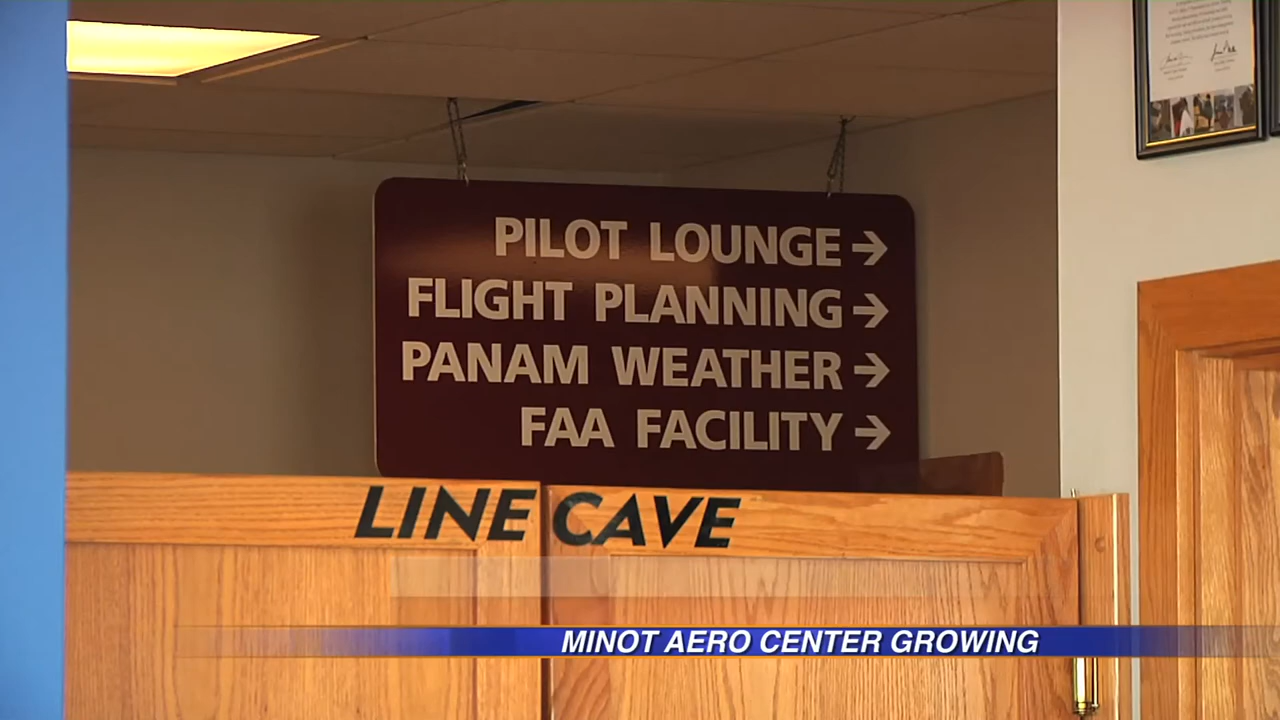 PILOT LOUNGE →
FLIGHT PLANNING →
PANAM WEATHER →
FAA FACILITY →
LINE CAVE
MINOT AERO CENTER GROWING